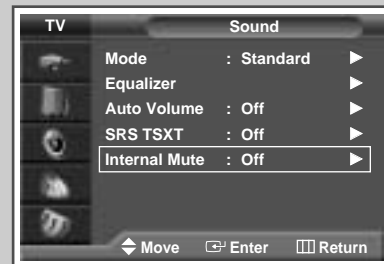 TV Sound
Mode : Standard
Equalizer
Auto Volume : Off
SRS TSXT : Off
Internal Mute : Off
Move Enter Return